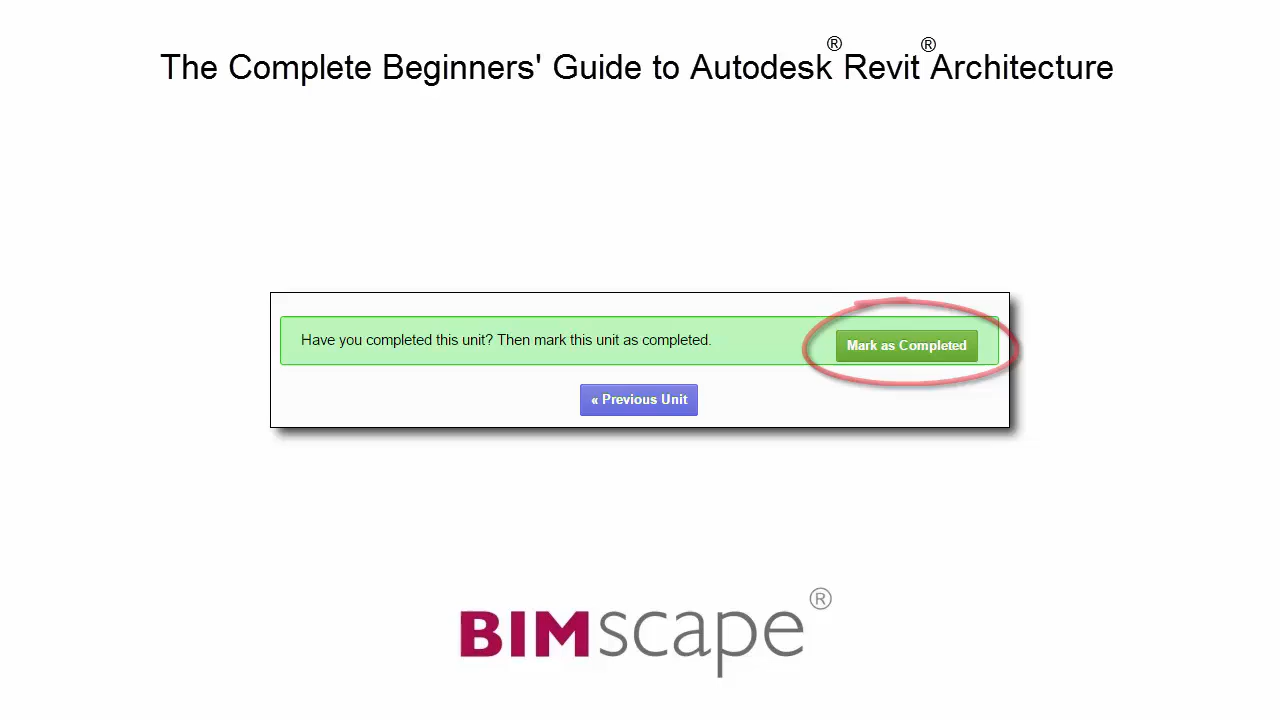 The Complete Beginners' Guide to Autodesk® Revit® Architecture
Have you completed this unit? Then mark this unit as completed.
Mark as Completed
« Previous Unit
BIMscape®